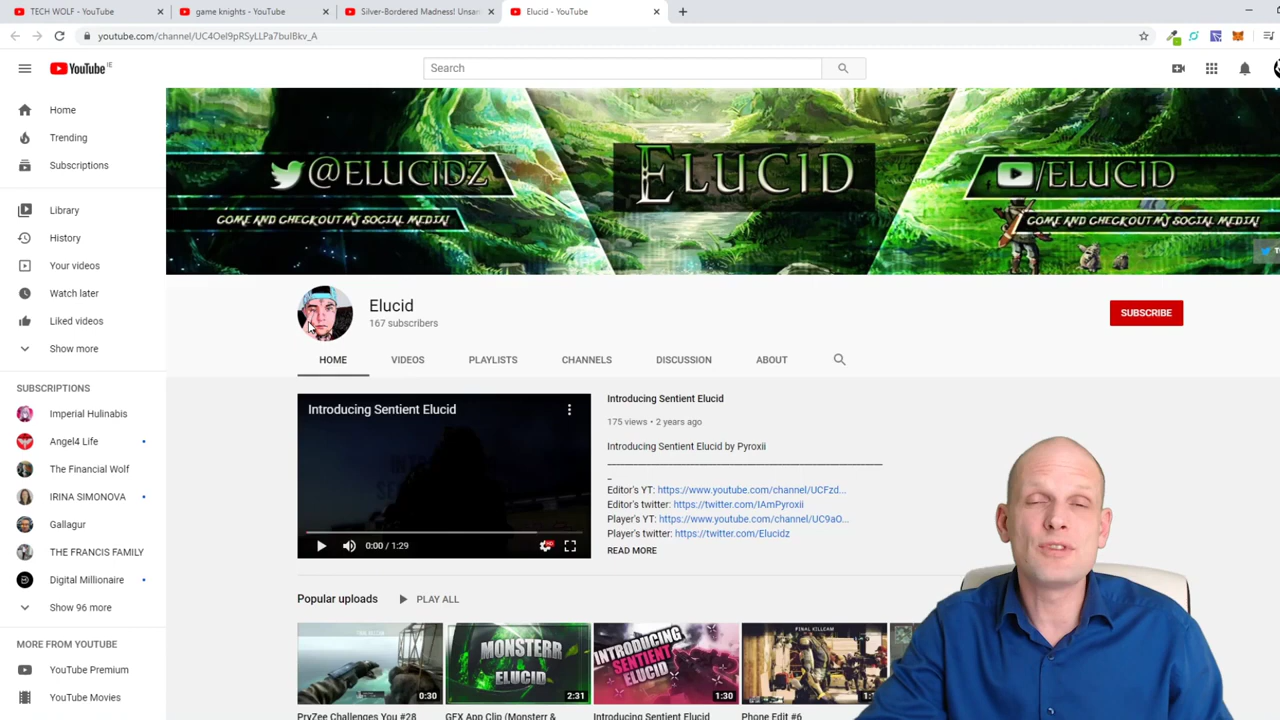 TECH WOLF - YouTube
game knights - YouTube
Silver-Bordered Madness! Unsan
Elucid - YouTube
youtube.com/channel/UC4OeI9pRSyLLPa7bulBkv_A
YouTube IE
Search
Home
Trending
Subscriptions
Library
History
Your videos
Watch later
Liked videos
Show more
SUBSCRIPTIONS
Imperial Hulinabis
Angel4 Life
The Financial Wolf
IRINA SIMONOVA
Gallagur
THE FRANCIS FAMILY
Digital Millionaire
Show 96 more
MORE FROM YOUTUBE
YouTube Premium
YouTube Movies
@ELUCIDZ
COME AND CHECKOUT MY SOCIAL MEDIA!
ELUCID
/ELUCID
COME AND CHECKOUT MY SOCIAL MEDIA!
Elucid
167 subscribers
SUBSCRIBE
HOME
VIDEOS
PLAYLISTS
CHANNELS
DISCUSSION
ABOUT
Introducing Sentient Elucid
0:00 / 1:29
HD
Introducing Sentient Elucid
175 views • 2 years ago
Introducing Sentient Elucid by Pyroxii
Editor's YT: https://www.youtube.com/channel/UCFzd...
Editor's twitter: https://twitter.com/IAmPyroxii
Player's YT: https://www.youtube.com/channel/UC9aO...
Player's twitter: https://twitter.com/Elucidz
READ MORE
Popular uploads
PLAY ALL
0:30
MONSTERR & ELUCID
2:31
INTRODUCING
SENTIENT
ELUCID
1:30
FINAL KILLCAM
PryZee Challenges You #28
GFX App Clip (Monsterr &
Introducing Sentient Elucid
Phone Edit #6